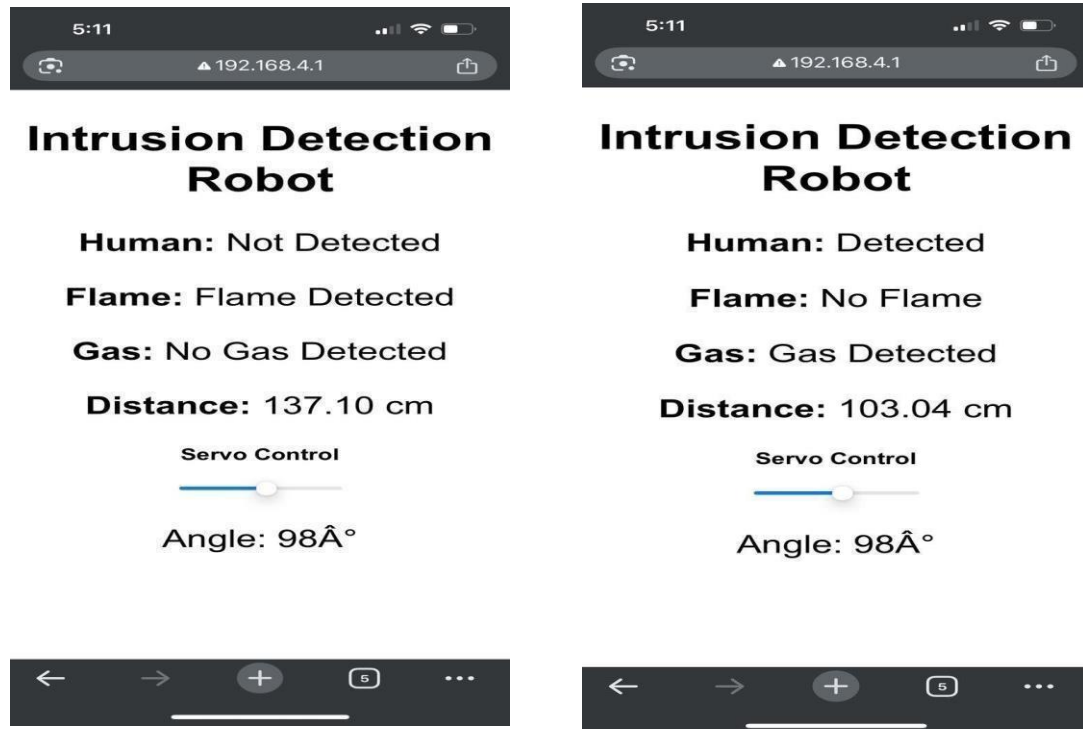 5:11
192.168.4.1
Intrusion Detection
Robot
Human: Not Detected
Flame: Flame Detected
Gas: No Gas Detected
Distance: 137.10 cm
Servo Control
Angle: 98Â°
5
5:11
192.168.4.1
Intrusion Detection
Robot
Human: Detected
Flame: No Flame
Gas: Gas Detected
Distance: 103.04 cm
Servo Control
Angle: 98Â°
5